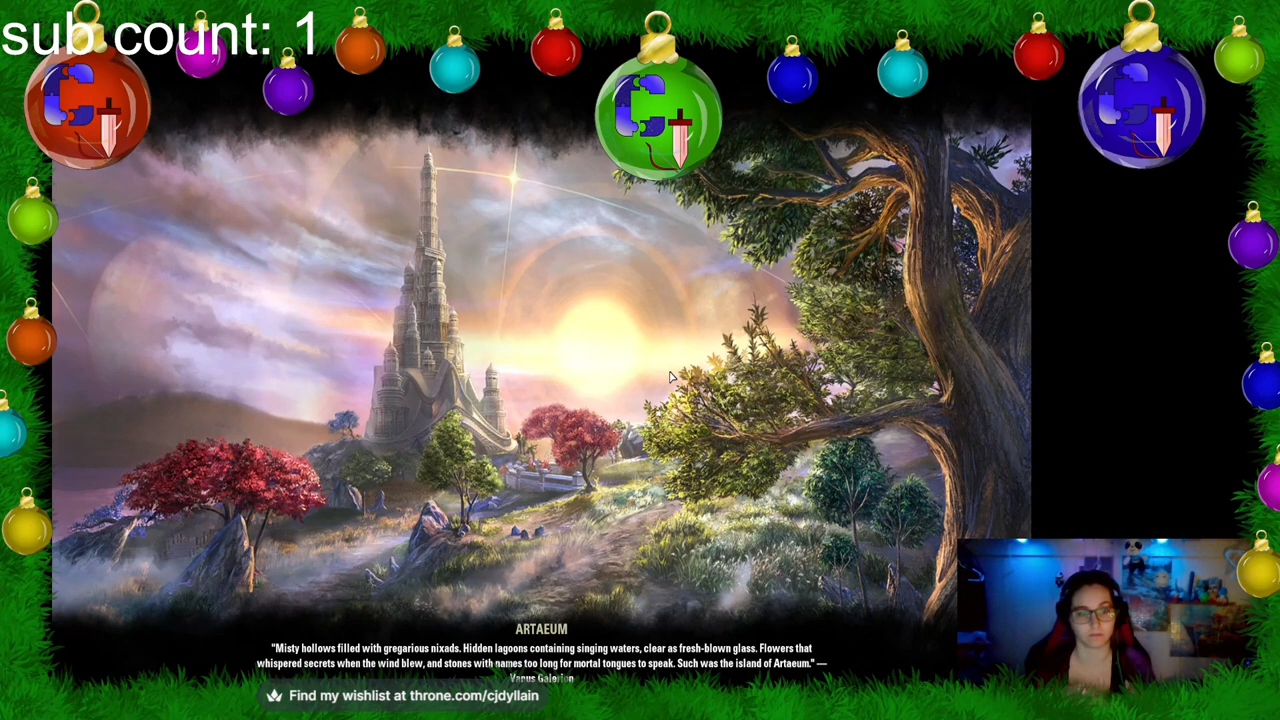 sub count: 1
ARTAEUM
"Misty hollows filled with gregarious nixads. Hidden lagoons containing singing waters, clear as fresh-blown glass. Flowers that
whispered secrets when the wind blew, and stones with names too long for mortal tongues to speak. Such was the island of Artaeum." —
Vanus Galerion
Find my wishlist at throne.com/cjdyllain